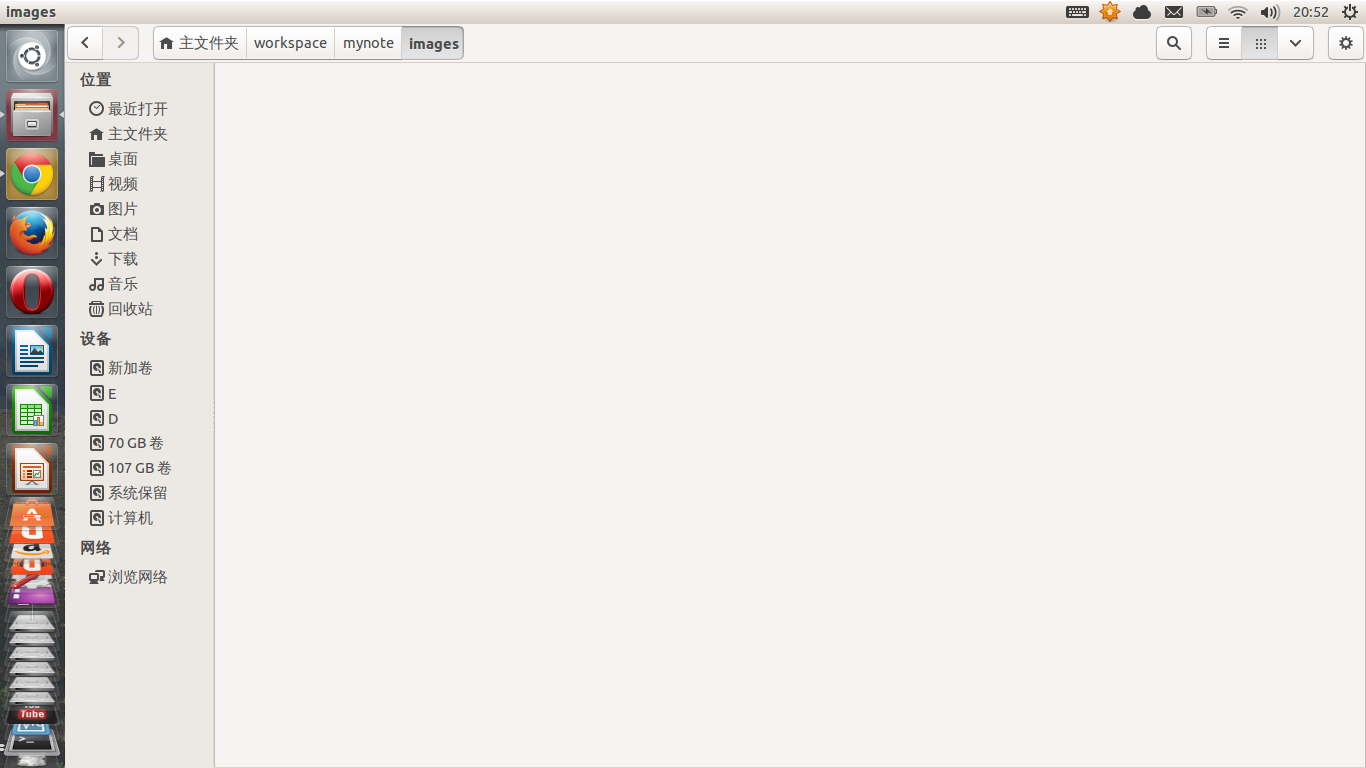 images
20:52
主文件夹 workspace mynote images
位置
最近打开
主文件夹
桌面
视频
图片
文档
下载
音乐
回收站
设备
新加卷
E
D
70 GB 卷
107 GB 卷
系统保留
计算机
网络
浏览网络
Tube